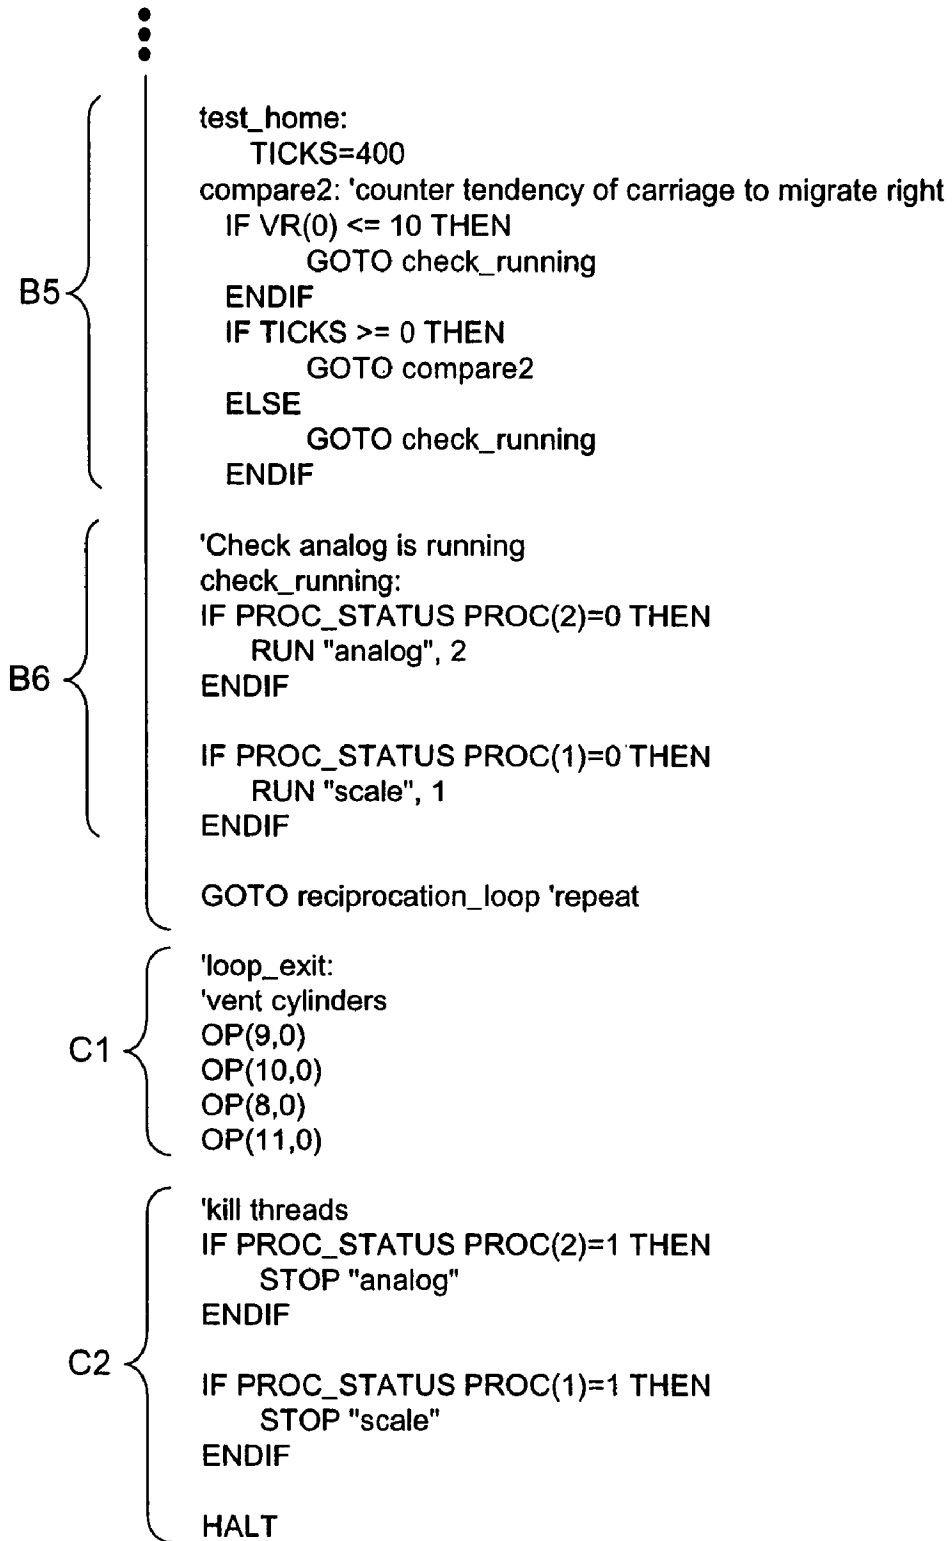 test_home:
TICKS=400
compare2: 'counter tendency of carriage to migrate right
IF VR(0) <= 10 THEN
GOTO check_running
ENDIF
IF TICKS >= 0 THEN
GOTO compare2
ELSE
GOTO check_running
ENDIF
B5
'Check analog is running
check_running:
IF PROC_STATUS PROC(2)=0 THEN
RUN "analog", 2
ENDIF
IF PROC_STATUS PROC(1)=0 THEN
RUN "scale", 1
ENDIF
B6
GOTO reciprocation_loop 'repeat
'loop_exit:
'vent cylinders
OP(9,0)
OP(10,0)
OP(8,0)
OP(11,0)
C1
'kill threads
IF PROC_STATUS PROC(2)=1 THEN
STOP "analog"
ENDIF
IF PROC_STATUS PROC(1)=1 THEN
STOP "scale"
ENDIF
HALT
C2